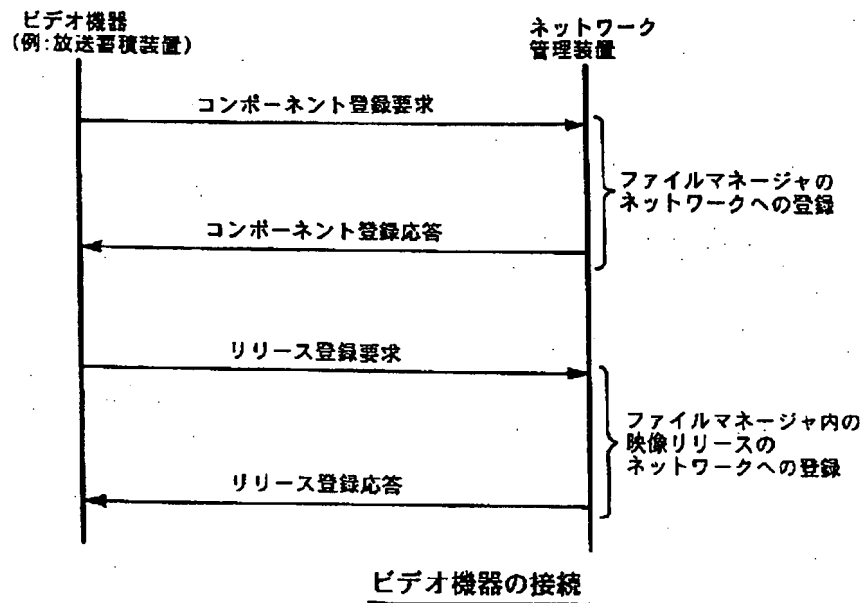 ビデオ機器
(例:放送蓄積装置)
ネットワーク
管理装置
コンポーネント登録要求
ファイルマネージャの
ネットワークへの登録
コンポーネント登録応答
リリース登録要求
ファイルマネージャ内の
映像リリースの
ネットワークへの登録
リリース登録応答
ビデオ機器の接続